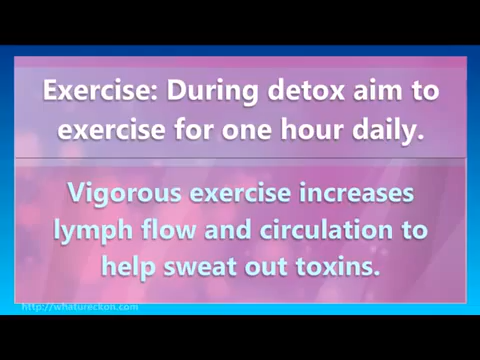 Exercise: During detox aim to
exercise for one hour daily.
Vigorous exercise increases
lymph flow and circulation to
help sweat out toxins.
http://whatureckon.com